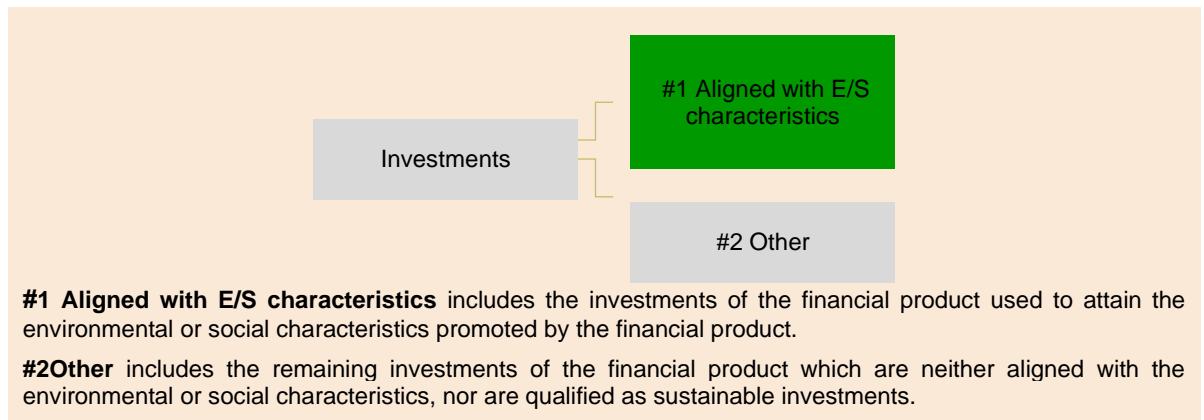 #1 Aligned with E/S
characteristics
Investments
#2 Other
#1 Aligned with E/S characteristics includes the investments of the financial product used to attain the
environmental or social characteristics promoted by the financial product.
#2Other includes the remaining investments of the financial product which are neither aligned with the
environmental or social characteristics, nor are qualified as sustainable investments.